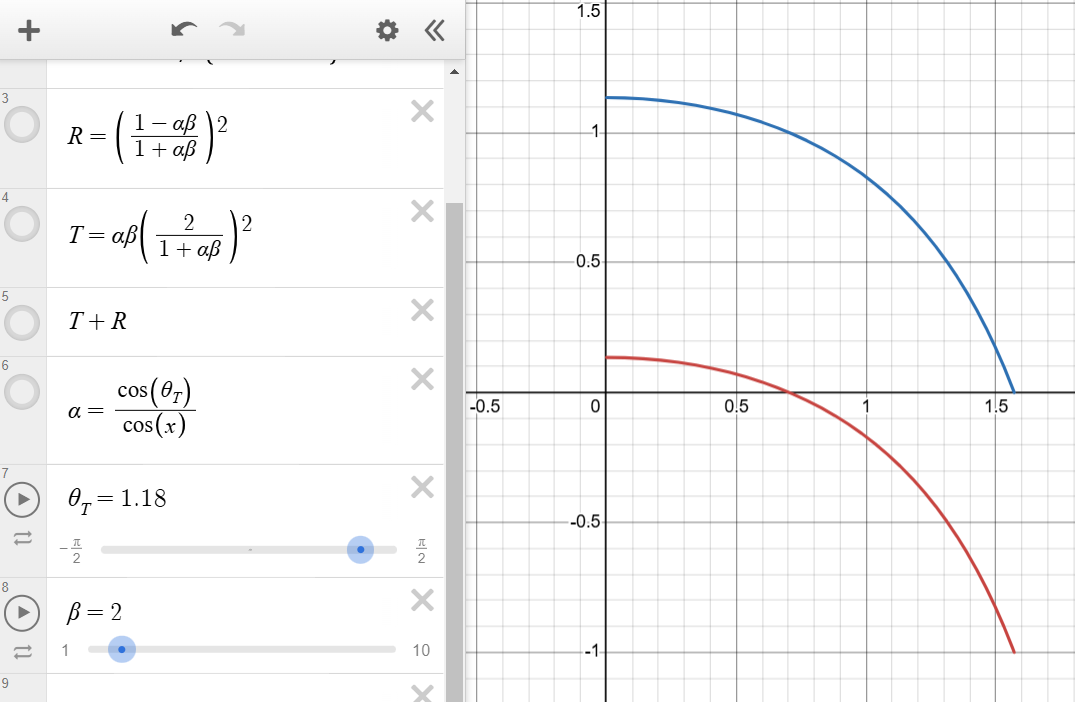 3
R = ( (1 − αβ) / (1 + αβ) )²
4
T = αβ( 2 / (1 + αβ) )²
5
T + R
6
α = cos(θ_T) / cos(x)
7
θ_T = 1.18
−π/2
π/2
8
β = 2
1
10
9
1.5
1
0.5
-0.5
0
0.5
1
1.5
-0.5
-1